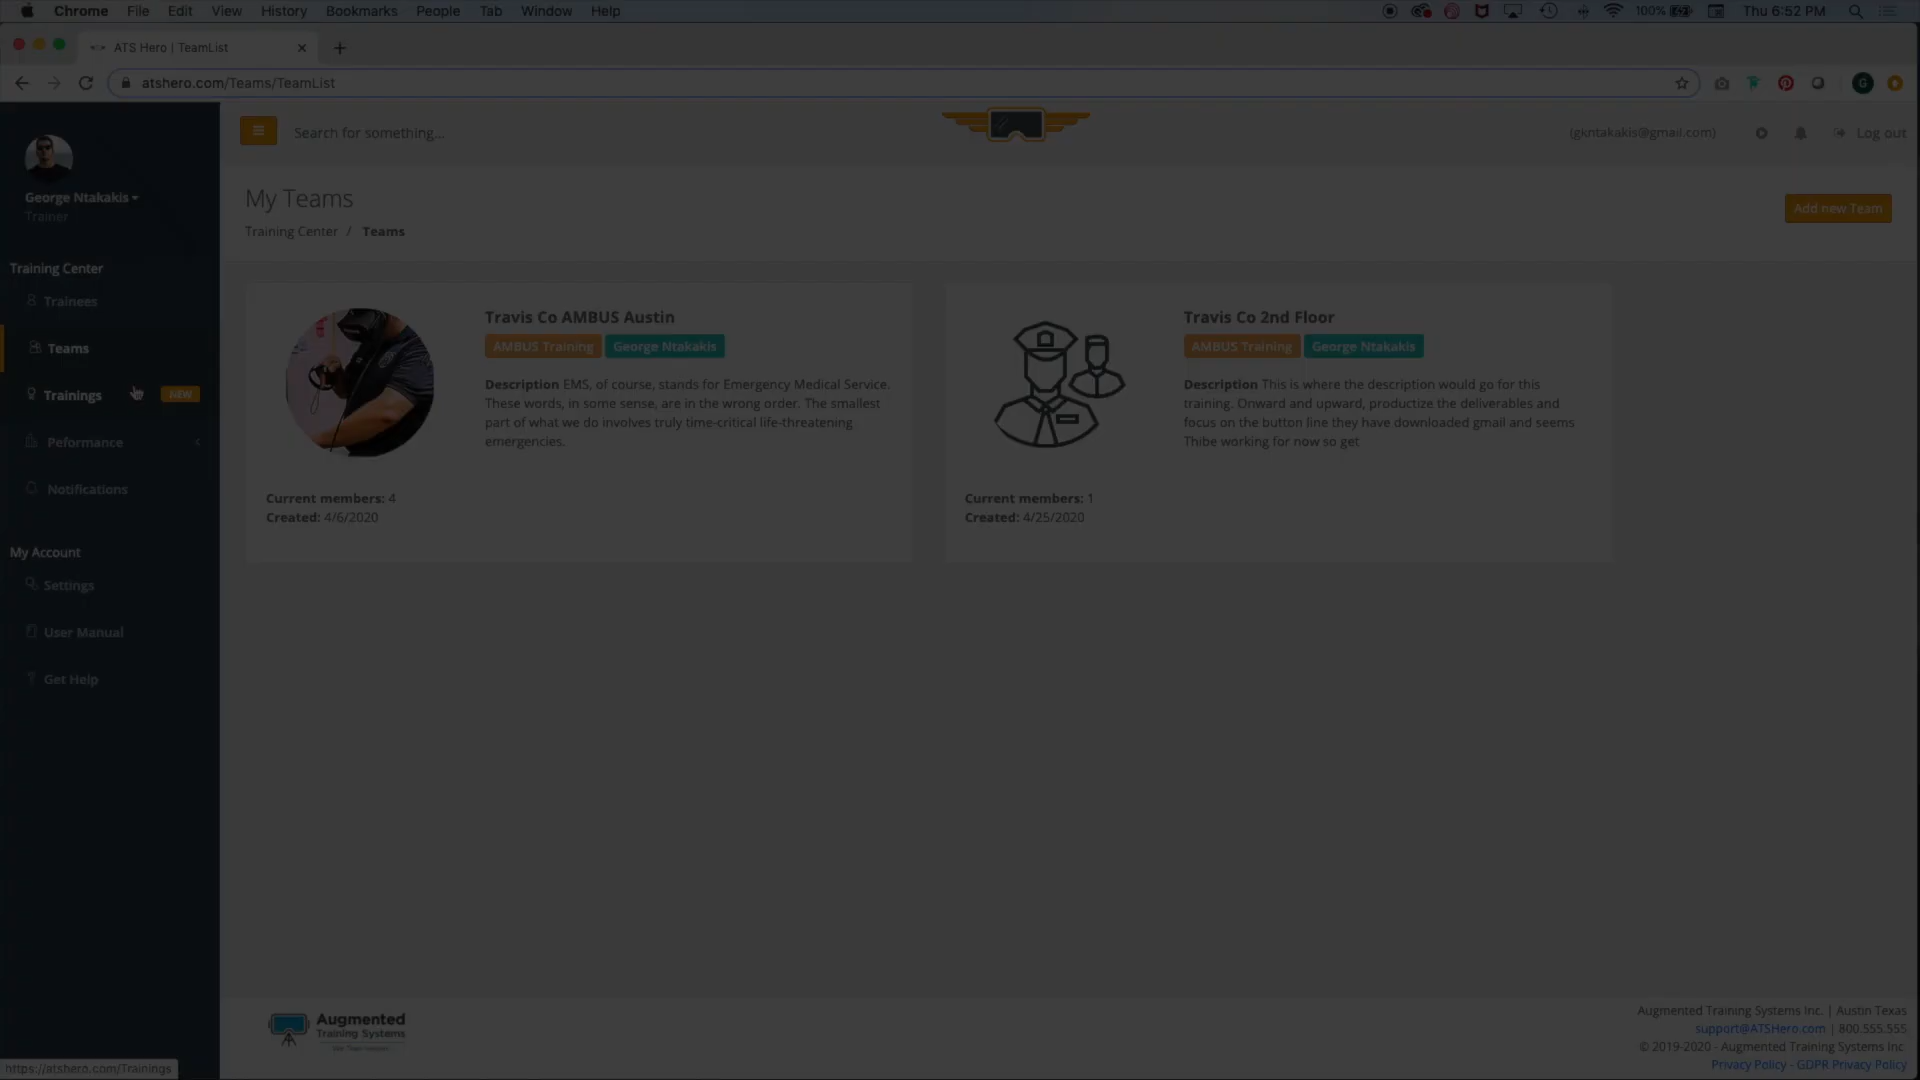 Chrome File Edit View History Bookmarks People Tab Window Help
100% Thu 6:52 PM
ATS Hero | TeamList
atshero.com/Teams/TeamList
G
Search for something...
(gkntakakis@gmail.com) Log out
George Ntakakis
Trainer
My Teams
Training Center / Teams
Add new Team
Training Center
Trainees
Teams
Trainings NEW
Peformance
Notifications
My Account
Settings
User Manual
Get Help
Travis Co AMBUS Austin
AMBUS Training George Ntakakis
Description EMS, of course, stands for Emergency Medical Service.
These words, in some sense, are in the wrong order. The smallest
part of what we do involves truly time-critical life-threatening
emergencies.
Current members: 4
Created: 4/6/2020
Travis Co 2nd Floor
AMBUS Training George Ntakakis
Description This is where the description would go for this
training. Onward and upward, productize the deliverables and
focus on the button line they have downloaded gmail and seems
Thibe working for now so get
Current members: 1
Created: 4/25/2020
Augmented
Training Systems
Augmented Training Systems Inc. | Austin Texas
support@ATSHero.com | 800.555.555
© 2019-2020 - Augmented Training Systems Inc
Privacy Policy - GDPR Privacy Policy
https://atshero.com/Trainings